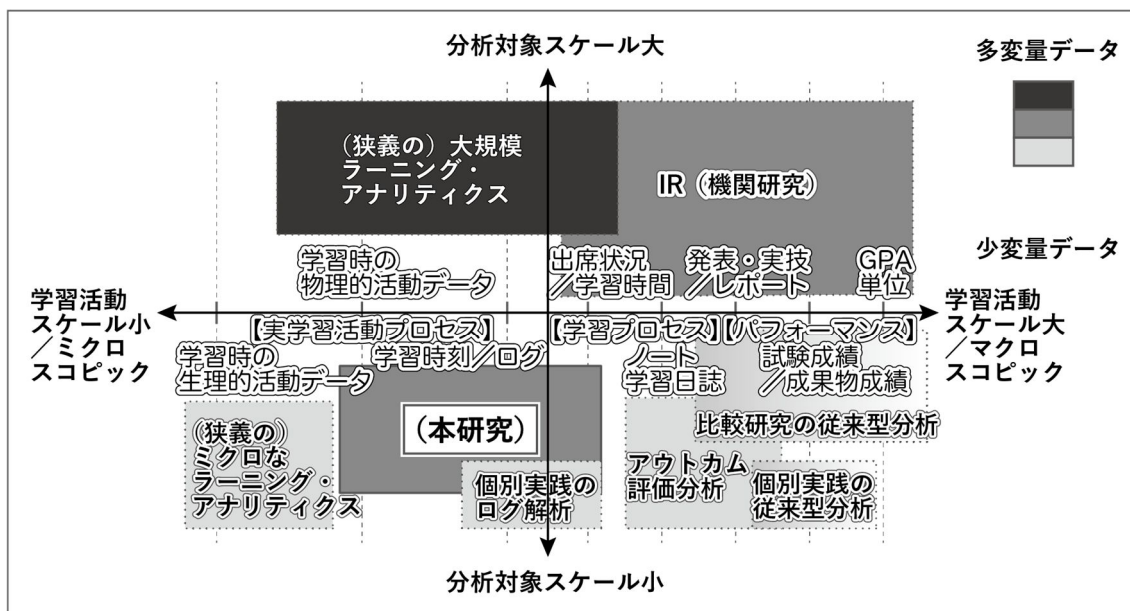 分析対象スケール大
多変量データ
（狭義の）大規模
ラーニング・
アナリティクス
IR（機関研究）
少変量データ
学習時の
物理的活動データ
出席状況
／学習時間
発表・実技
／レポート
GPA
単位
学習活動
スケール小
／ミクロ
スコピック
学習活動
スケール大
／マクロ
スコピック
【実学習活動プロセス】
【学習プロセス】
【パフォーマンス】
学習時の
生理的活動データ
学習時刻／ログ
ノート
学習日誌
試験成績
／成果物成績
（本研究）
比較研究の従来型分析
（狭義の）
ミクロな
ラーニング・
アナリティクス
個別実践の
ログ解析
アウトカム
評価分析
個別実践の
従来型分析
分析対象スケール小